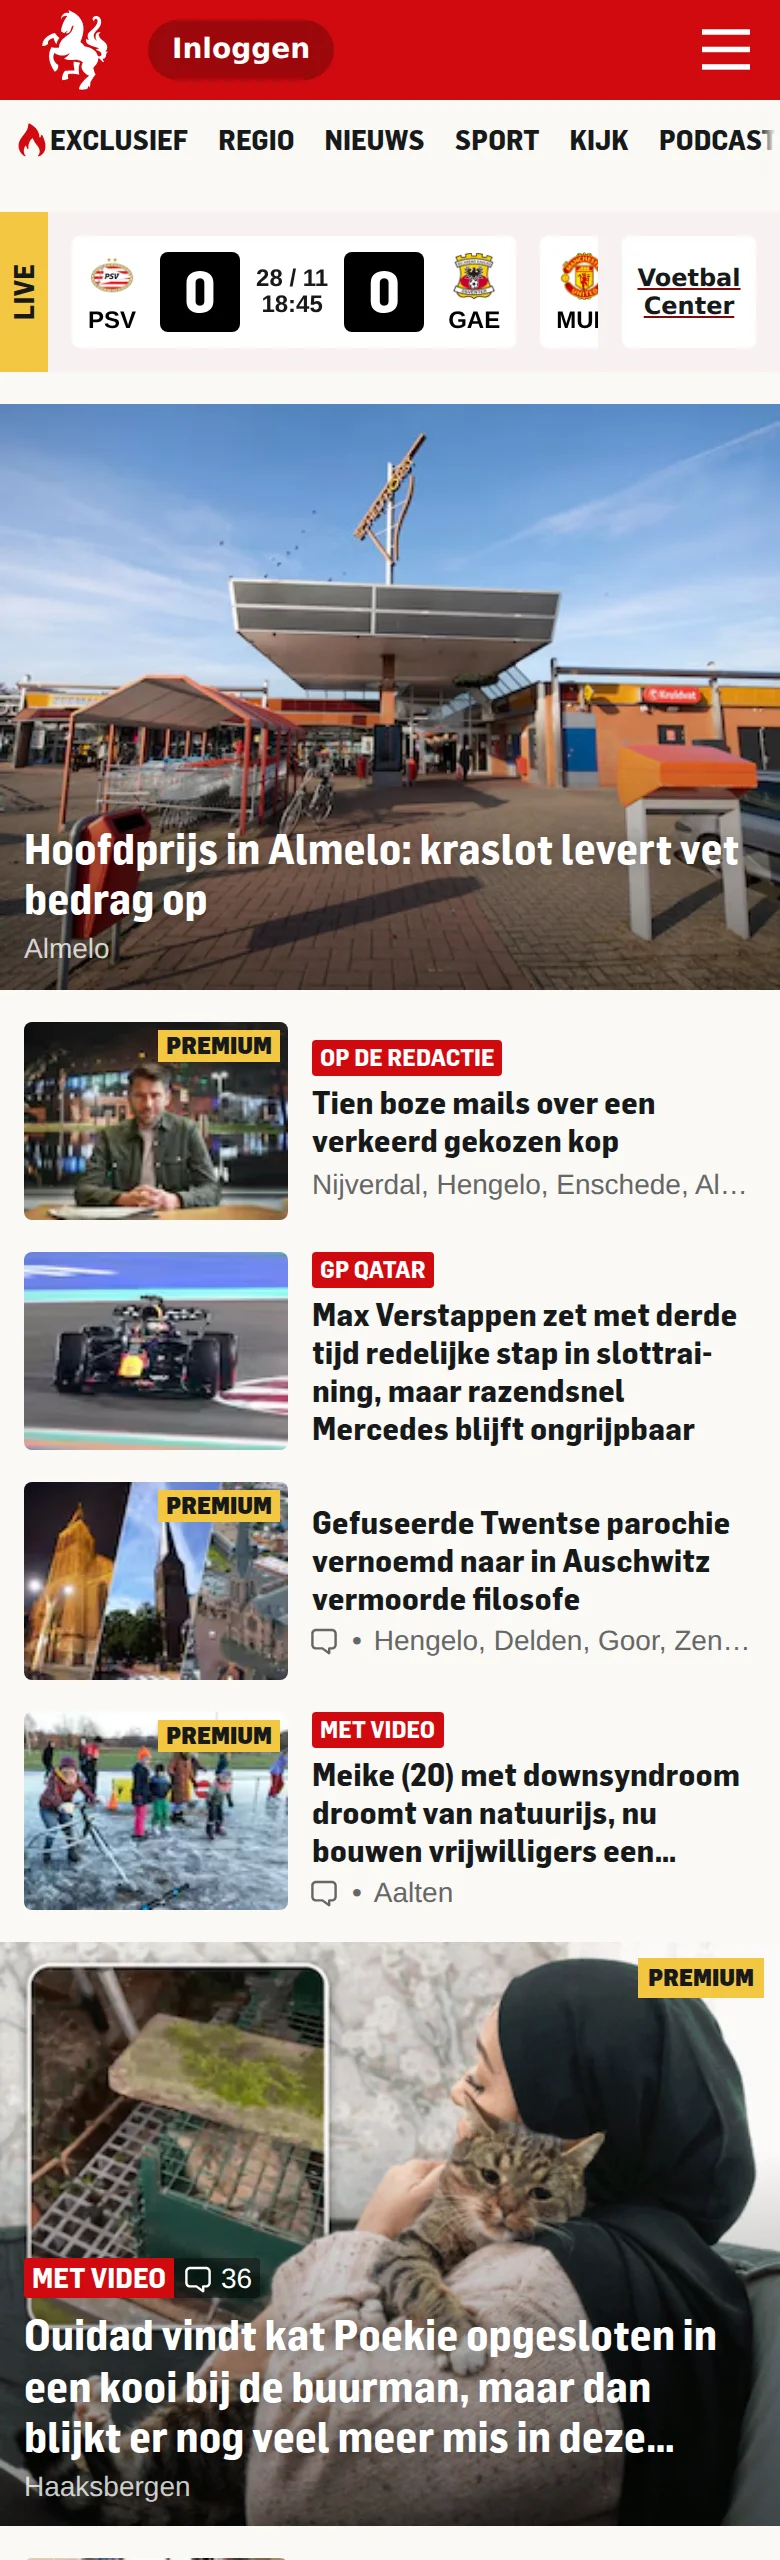 Inloggen
EXCLUSIEF REGIO NIEUWS SPORT KIJK PODCAST
LIVE
PSV
0
28 / 11
18:45
0
GAE
MUI
Voetbal
Center
Kruidvat
Hoofdprijs in Almelo: kraslot levert vet
bedrag op
Almelo
PREMIUM
OP DE REDACTIE
Tien boze mails over een
verkeerd gekozen kop
Nijverdal, Hengelo, Enschede, Al...
GP QATAR
Max Verstappen zet met derde
tijd redelijke stap in slottrai-
ning, maar razendsnel
Mercedes blijft ongrijpbaar
PREMIUM
Gefuseerde Twentse parochie
vernoemd naar in Auschwitz
vermoorde filosofe
• Hengelo, Delden, Goor, Zen...
PREMIUM
MET VIDEO
Meike (20) met downsyndroom
droomt van natuurijs, nu
bouwen vrijwilligers een...
• Aalten
PREMIUM
MET VIDEO 36
Ouidad vindt kat Poekie opgesloten in
een kooi bij de buurman, maar dan
blijkt er nog veel meer mis in deze...
Haaksbergen